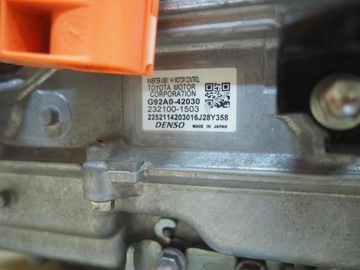 INVERTER ASSY, HV MOTOR CONTROL
TOYOTA MOTOR
CORPORATION
G92A0-42030
232100-1503
2252114203016J28Y358
DENSO MADE IN JAPAN